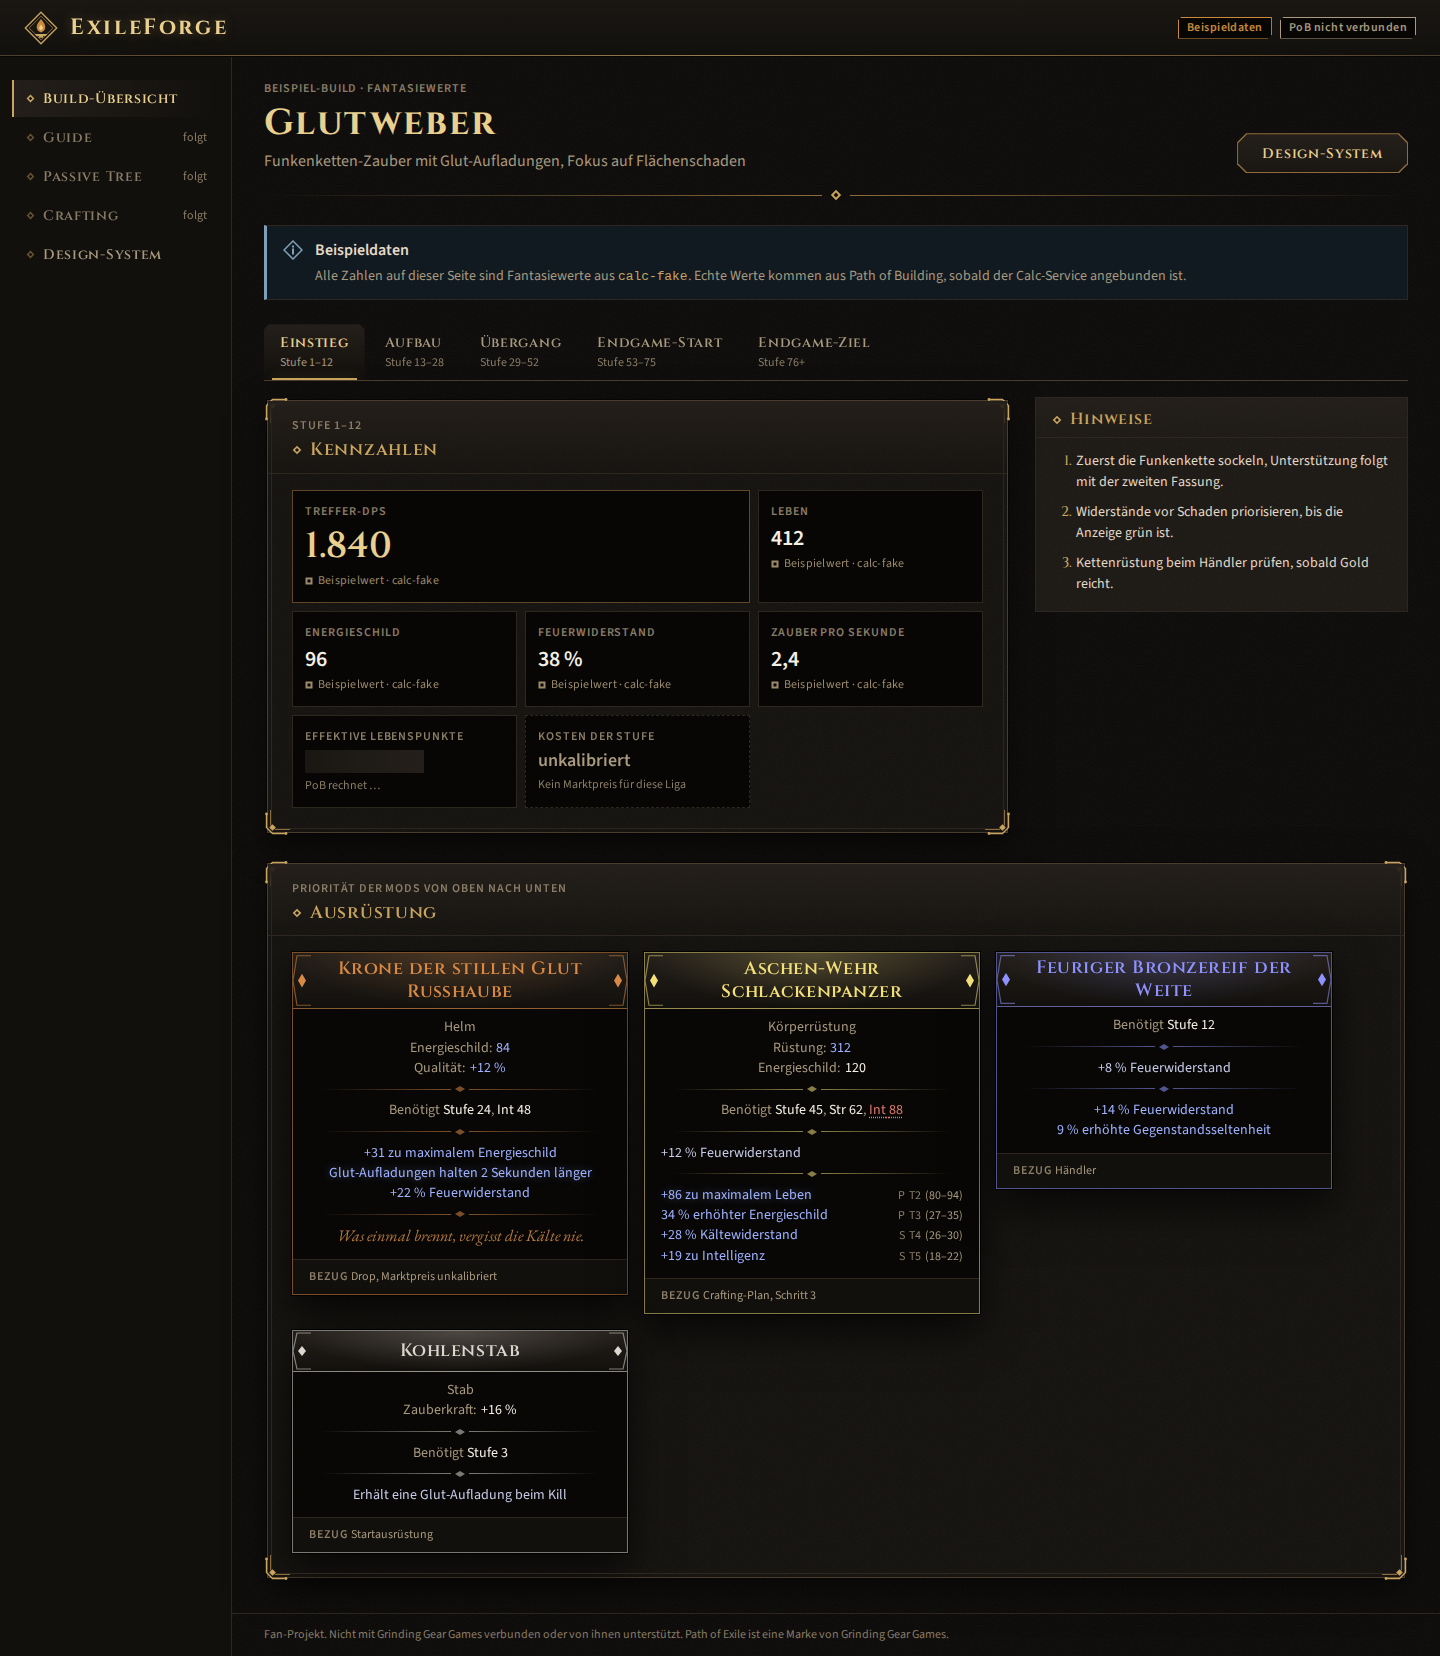 ExileForge
Beispieldaten
PoB nicht verbunden
Build-Übersicht
Guide folgt
Passive Tree folgt
Crafting folgt
Design-System
BEISPIEL-BUILD · FANTASIEWERTE
Glutweber
Funkenketten-Zauber mit Glut-Aufladungen, Fokus auf Flächenschaden
Design-System
Beispieldaten
Alle Zahlen auf dieser Seite sind Fantasiewerte aus calc-fake. Echte Werte kommen aus Path of Building, sobald der Calc-Service angebunden ist.
Einstieg
Stufe 1–12
Aufbau
Stufe 13–28
Übergang
Stufe 29–52
Endgame-Start
Stufe 53–75
Endgame-Ziel
Stufe 76+
STUFE 1–12
Kennzahlen
TREFFER-DPS
1.840
Beispielwert · calc-fake
LEBEN
412
Beispielwert · calc-fake
ENERGIESCHILD
96
Beispielwert · calc-fake
FEUERWIDERSTAND
38 %
Beispielwert · calc-fake
ZAUBER PRO SEKUNDE
2,4
Beispielwert · calc-fake
EFFEKTIVE LEBENSPUNKTE
PoB rechnet …
KOSTEN DER STUFE
unkalibriert
Kein Marktpreis für diese Liga
Hinweise
1. Zuerst die Funkenkette sockeln, Unterstützung folgt
mit der zweiten Fassung.
2. Widerstände vor Schaden priorisieren, bis die
Anzeige grün ist.
3. Kettenrüstung beim Händler prüfen, sobald Gold
reicht.
PRIORITÄT DER MODS VON OBEN NACH UNTEN
Ausrüstung
Krone der stillen Glut
Russhaube
Helm
Energieschild: 84
Qualität: +12 %
Benötigt Stufe 24, Int 48
+31 zu maximalem Energieschild
Glut-Aufladungen halten 2 Sekunden länger
+22 % Feuerwiderstand
Was einmal brennt, vergisst die Kälte nie.
BEZUG Drop, Marktpreis unkalibriert
Aschen-Wehr
Schlackenpanzer
Körperrüstung
Rüstung: 312
Energieschild: 120
Benötigt Stufe 45, Str 62, Int 88
+12 % Feuerwiderstand
+86 zu maximalem Leben P T2 (80–94)
34 % erhöhter Energieschild P T3 (27–35)
+28 % Kältewiderstand S T4 (26–30)
+19 zu Intelligenz S T5 (18–22)
BEZUG Crafting-Plan, Schritt 3
Feuriger Bronzereif der
Weite
Benötigt Stufe 12
+8 % Feuerwiderstand
+14 % Feuerwiderstand
9 % erhöhte Gegenstandsseltenheit
BEZUG Händler
Kohlenstab
Stab
Zauberkraft: +16 %
Benötigt Stufe 3
Erhält eine Glut-Aufladung beim Kill
BEZUG Startausrüstung
Fan-Projekt. Nicht mit Grinding Gear Games verbunden oder von ihnen unterstützt. Path of Exile ist eine Marke von Grinding Gear Games.